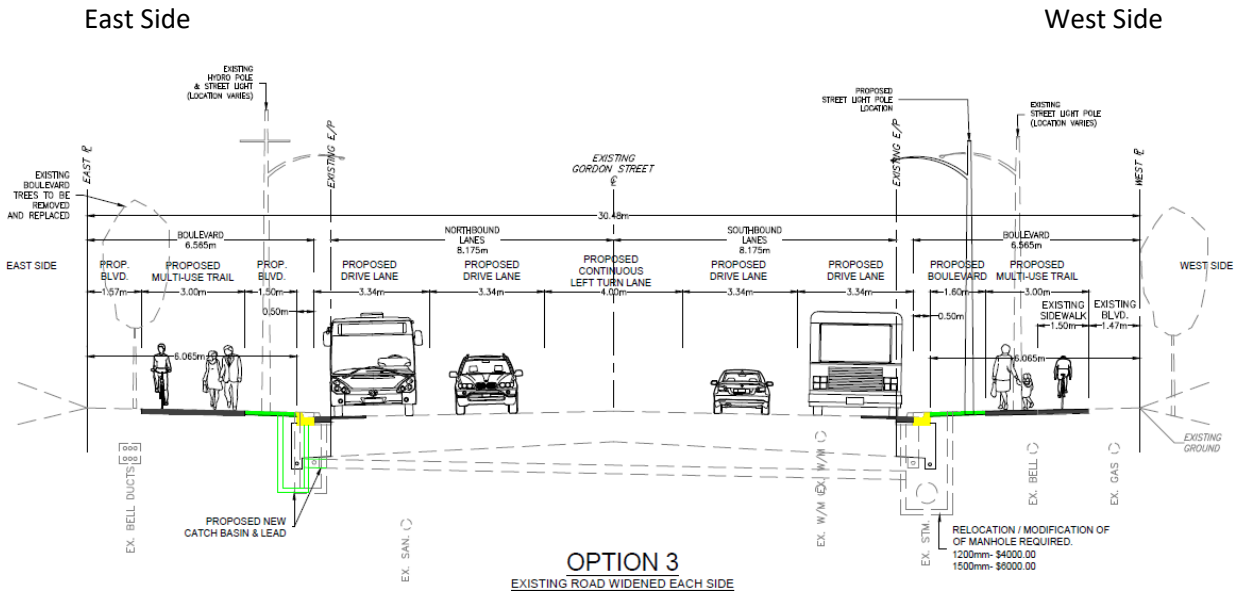 East Side
West Side
EXISTING
HYDRO POLE
& STREET LIGHT
(LOCATION VARIES)
PROPOSED
STREET LIGHT POLE
LOCATION
EXISTING
STREET LIGHT POLE
(LOCATION VARIES)
EAST ℞
EXISTING E/P
EXISTING
GORDON STREET
℄
EXISTING E/P
WEST ℞
EXISTING
BOULEVARD
TREES TO BE
REMOVED
AND REPLACED
30.48m
BOULEVARD
6.565m
NORTHBOUND
LANES
8.175m
SOUTHBOUND
LANES
8.175m
BOULEVARD
6.565m
EAST SIDE
PROP.
BLVD.
1.57m
PROPOSED
MULTI-USE TRAIL
3.00m
PROP.
BLVD.
1.50m
0.50m
PROPOSED
DRIVE LANE
3.34m
PROPOSED
DRIVE LANE
3.34m
PROPOSED
CONTINUOUS
LEFT TURN LANE
4.00m
PROPOSED
DRIVE LANE
3.34m
PROPOSED
DRIVE LANE
3.34m
PROPOSED
BOULEVARD
1.60m
0.50m
PROPOSED
MULTI-USE TRAIL
3.00m
WEST SIDE
EXISTING
SIDEWALK
1.50m
EXISTING
BLVD.
1.47m
6.065m
6.065m
EXISTING
GROUND
EX. BELL DUCTS
PROPOSED NEW
CATCH BASIN & LEAD
EX. SAN.
EX. W/M
EX. W/M
EX. STM.
EX. BELL
EX. GAS
RELOCATION / MODIFICATION OF
OF MANHOLE REQUIRED.
1200mm- $4000.00
1500mm- $6000.00
OPTION 3
EXISTING ROAD WIDENED EACH SIDE